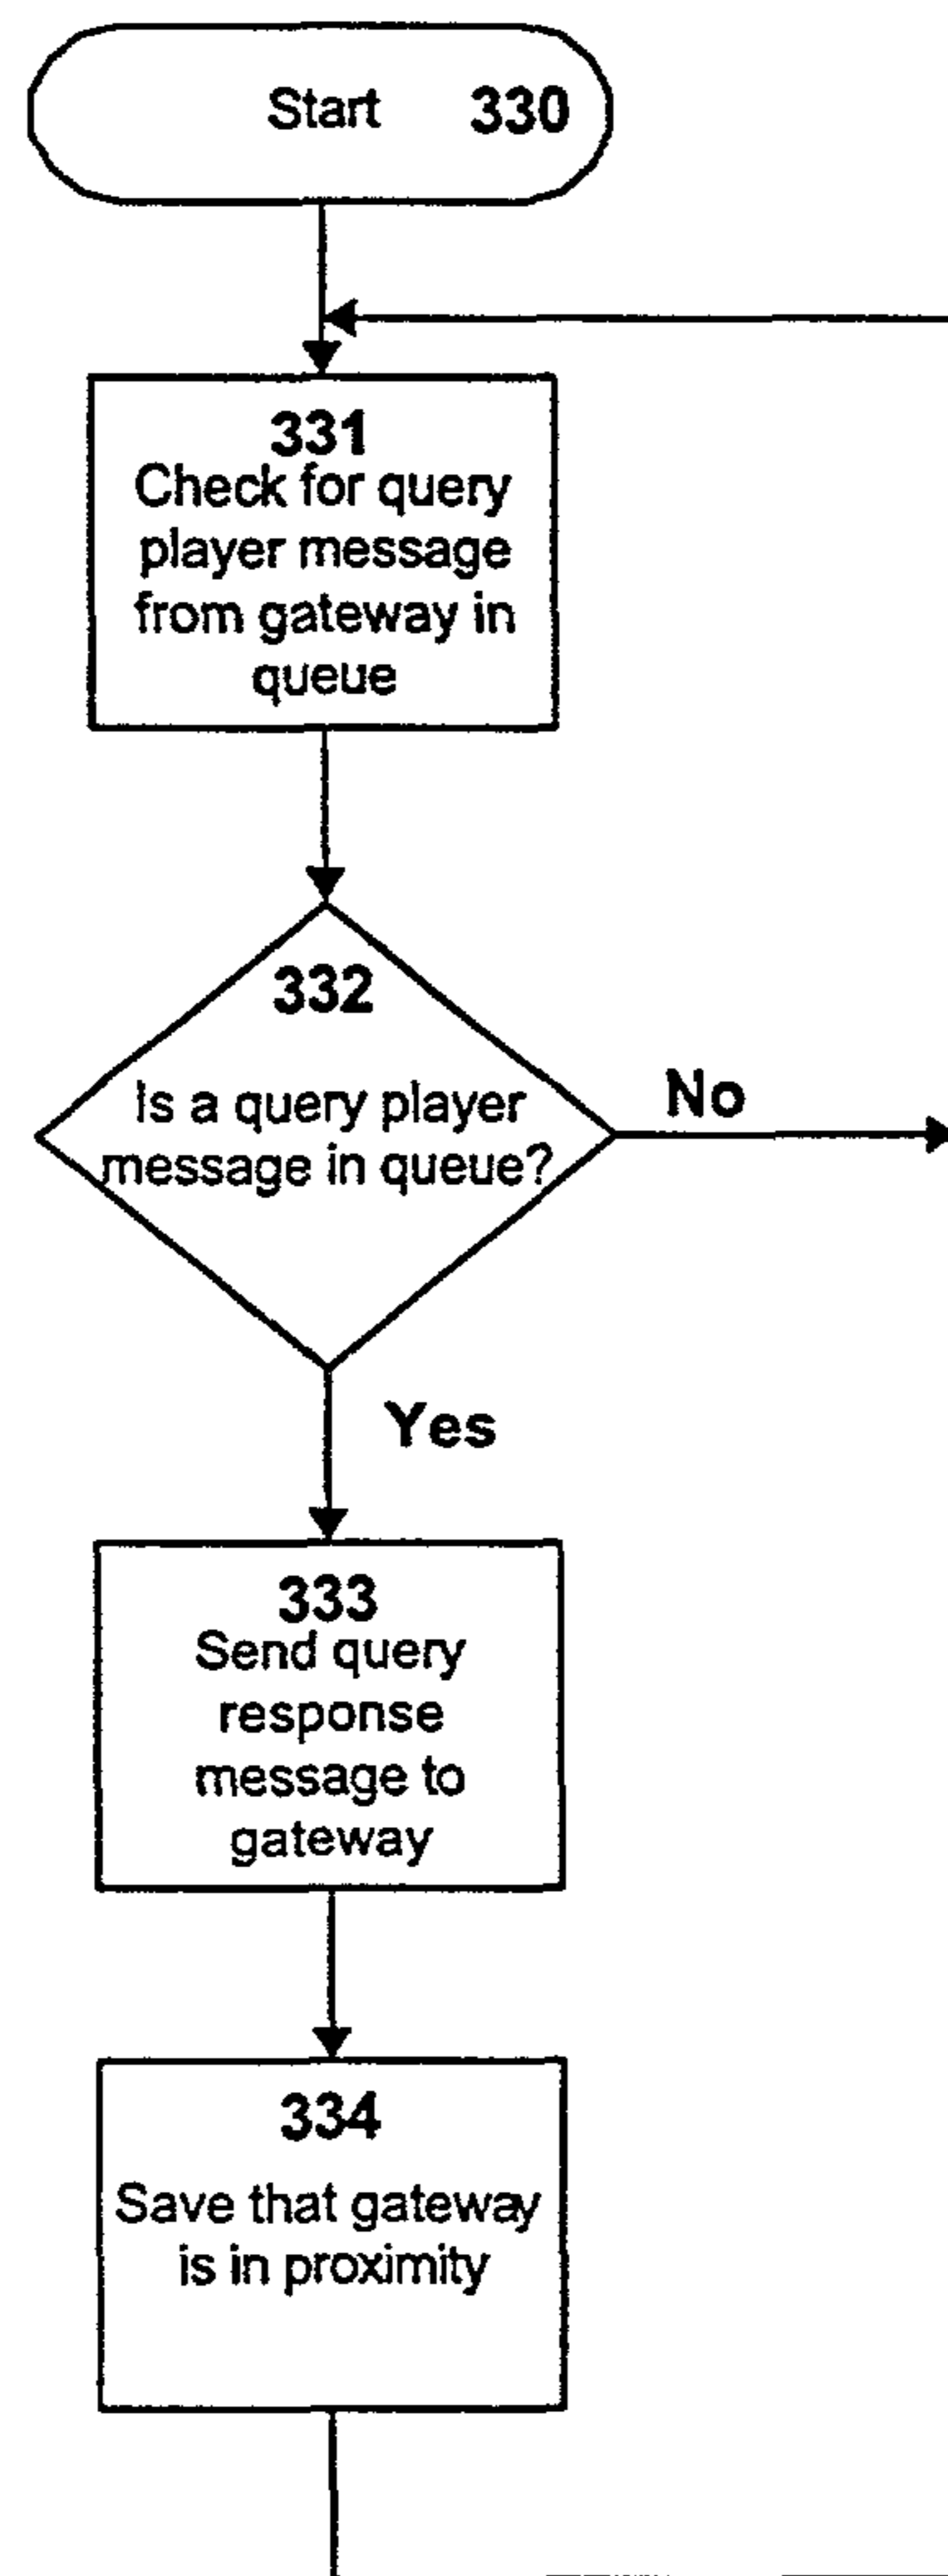 Start 330
331
Check for query
player message
from gateway in
queue
332
Is a query player
message in queue?
No
Yes
333
Send query
response
message to
gateway
334
Save that gateway
is in proximity